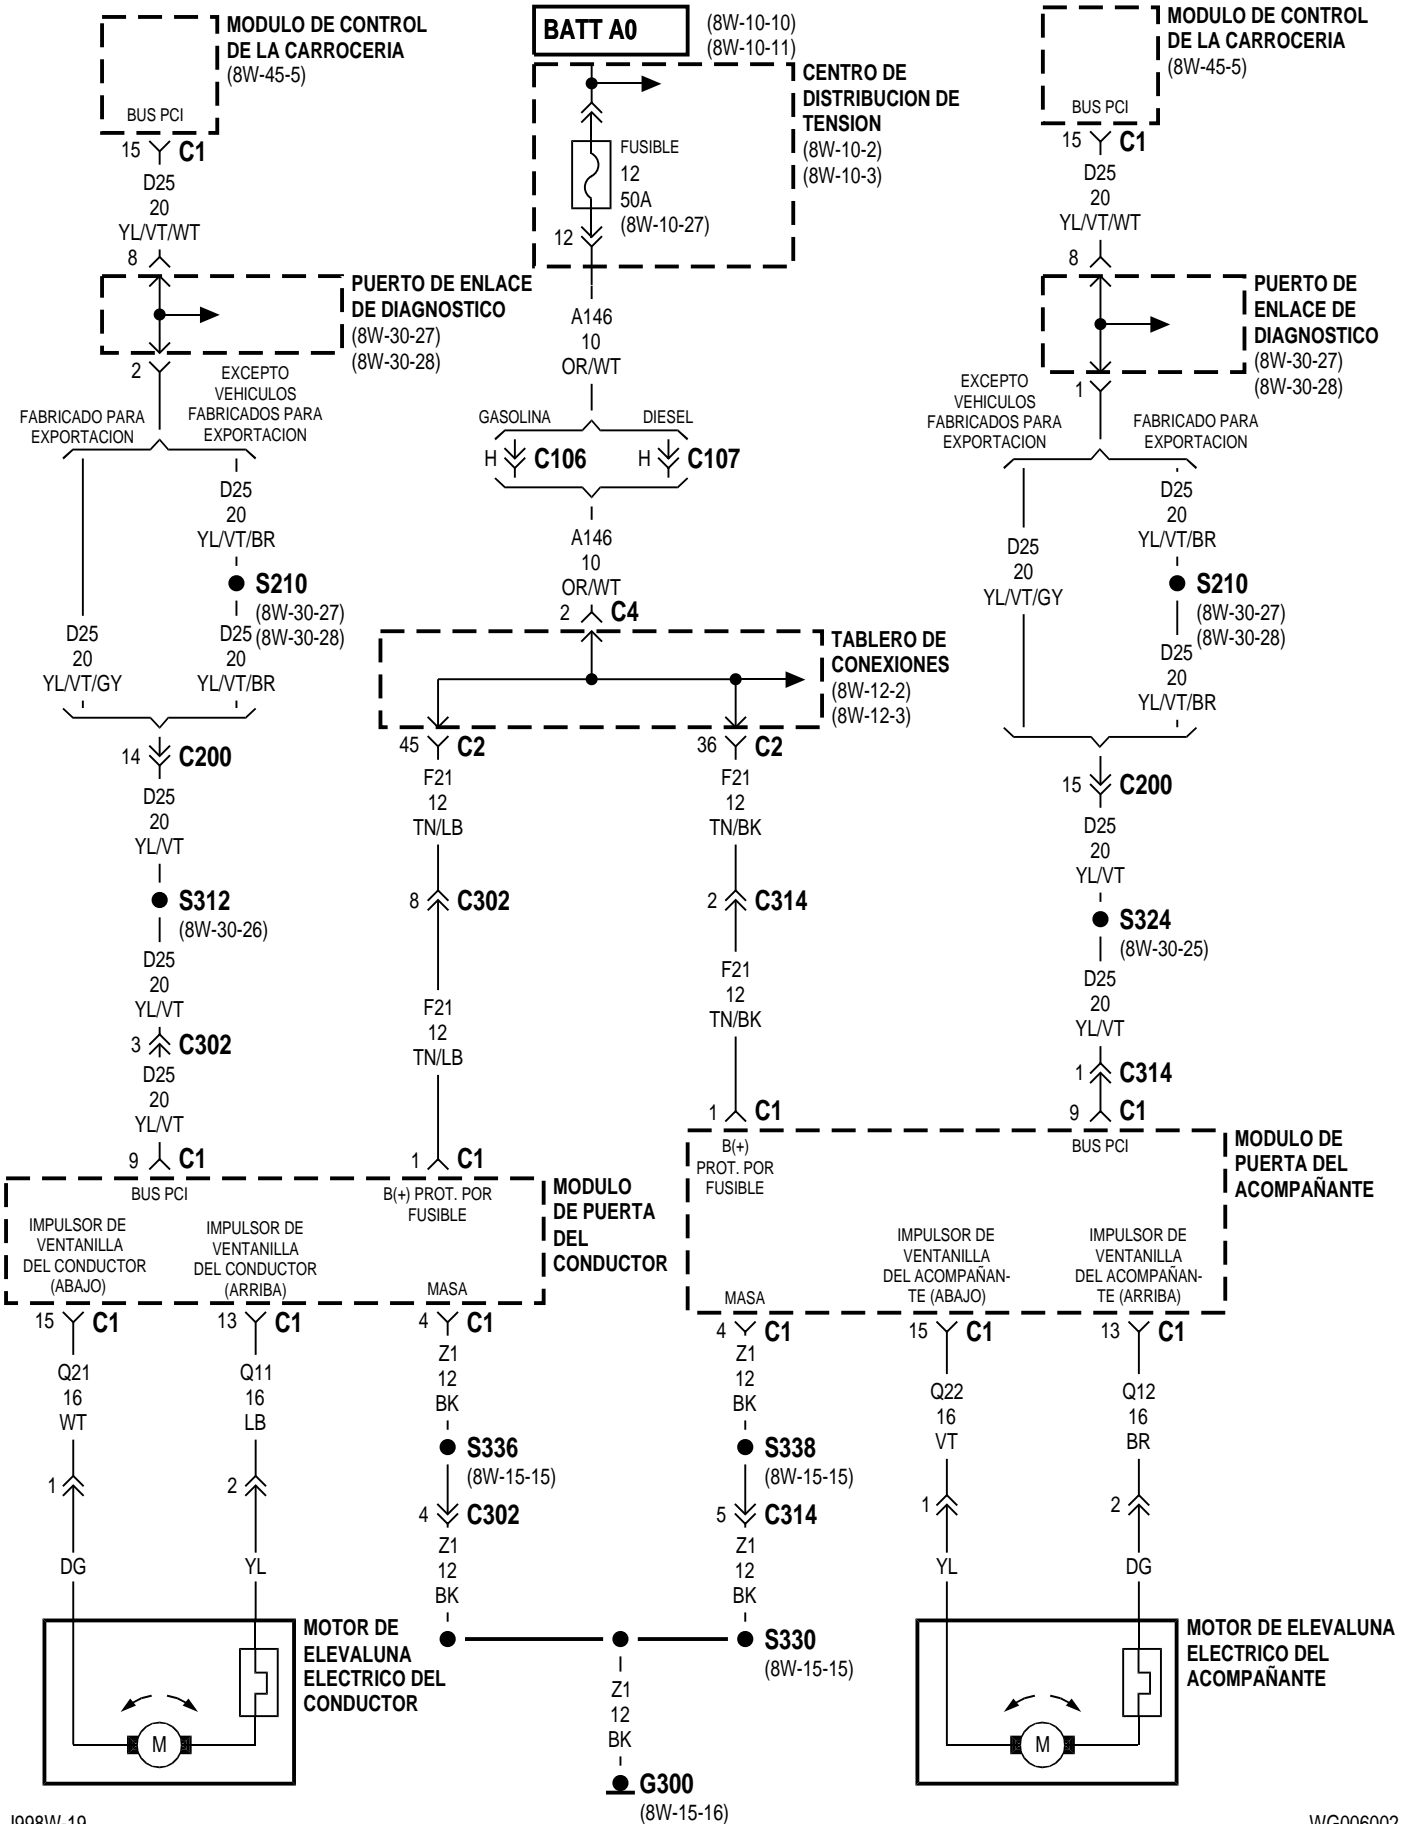 MODULO DE CONTROL
DE LA CARROCERIA
(8W-45-5)
BUS PCI
15 C1
D25
20
YL/VT/WT
8
PUERTO DE ENLACE
DE DIAGNOSTICO
(8W-30-27)
(8W-30-28)
2
FABRICADO PARA
EXPORTACION
EXCEPTO
VEHICULOS
FABRICADOS PARA
EXPORTACION
D25
20
YL/VT/BR
S210
(8W-30-27)
(8W-30-28)
D25
20
YL/VT/GY
D25
20
YL/VT/BR
14 C200
D25
20
YL/VT
S312
(8W-30-26)
D25
20
YL/VT
3 C302
D25
20
YL/VT
9 C1
BATT A0
(8W-10-10)
(8W-10-11)
CENTRO DE
DISTRIBUCION DE
TENSION
(8W-10-2)
(8W-10-3)
FUSIBLE
12
50A
(8W-10-27)
12
A146
10
OR/WT
GASOLINA
DIESEL
H C106
H C107
A146
10
OR/WT
2 C4
TABLERO DE
CONEXIONES
(8W-12-2)
(8W-12-3)
45 C2
F21
12
TN/LB
8 C302
F21
12
TN/LB
1 C1
36 C2
F21
12
TN/BK
2 C314
F21
12
TN/BK
1 C1
MODULO DE CONTROL
DE LA CARROCERIA
(8W-45-5)
BUS PCI
15 C1
D25
20
YL/VT/WT
8
PUERTO DE
ENLACE DE
DIAGNOSTICO
(8W-30-27)
(8W-30-28)
1
EXCEPTO
VEHICULOS
FABRICADOS PARA
EXPORTACION
FABRICADO PARA
EXPORTACION
D25
20
YL/VT/GY
D25
20
YL/VT/BR
S210
(8W-30-27)
(8W-30-28)
D25
20
YL/VT/BR
15 C200
D25
20
YL/VT
S324
(8W-30-25)
D25
20
YL/VT
1 C314
9 C1
MODULO
DE PUERTA
DEL
CONDUCTOR
BUS PCI
B(+) PROT. POR
FUSIBLE
IMPULSOR DE
VENTANILLA
DEL CONDUCTOR
(ABAJO)
IMPULSOR DE
VENTANILLA
DEL CONDUCTOR
(ARRIBA)
MASA
15 C1
Q21
16
WT
1
DG
13 C1
Q11
16
LB
2
YL
4 C1
Z1
12
BK
S336
(8W-15-15)
4 C302
Z1
12
BK
MOTOR DE
ELEVALUNA
ELECTRICO DEL
CONDUCTOR
M
MODULO DE
PUERTA DEL
ACOMPAÑANTE
B(+)
PROT. POR
FUSIBLE
BUS PCI
MASA
IMPULSOR DE
VENTANILLA
DEL ACOMPAÑAN-
TE (ABAJO)
IMPULSOR DE
VENTANILLA
DEL ACOMPAÑAN-
TE (ARRIBA)
4 C1
Z1
12
BK
S338
(8W-15-15)
5 C314
Z1
12
BK
S330
(8W-15-15)
Z1
12
BK
G300
(8W-15-16)
15 C1
Q22
16
VT
1
YL
13 C1
Q12
16
BR
2
DG
MOTOR DE ELEVALUNA
ELECTRICO DEL
ACOMPAÑANTE
M
J998W-19
WG006002